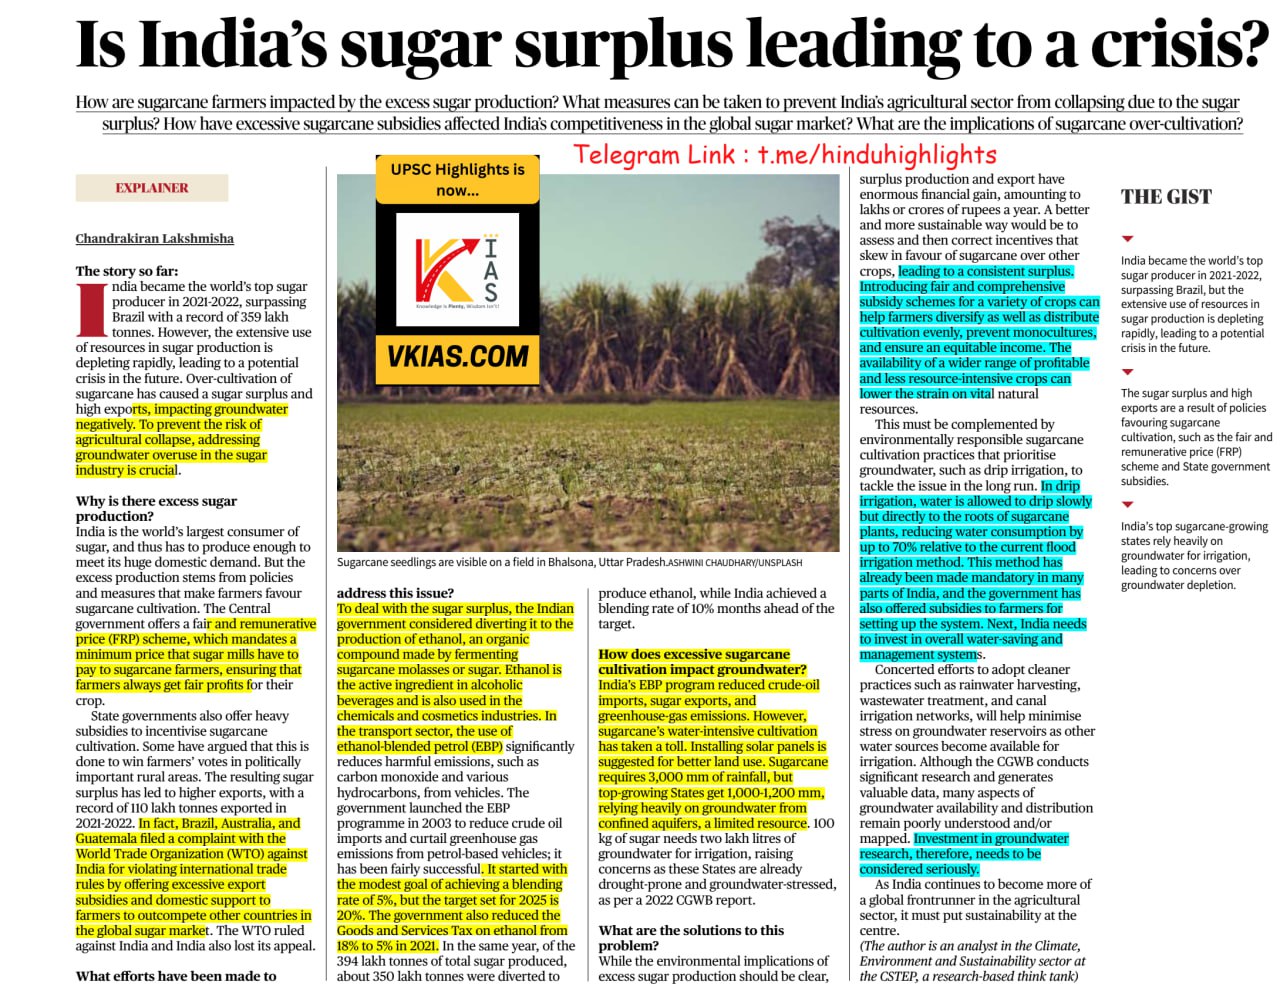 Is India's sugar surplus leading to a crisis?
How are sugarcane farmers impacted by the excess sugar production? What measures can be taken to prevent India's agricultural sector from collapsing due to the sugar
surplus? How have excessive sugarcane subsidies affected India's competitiveness in the global sugar market? What are the implications of sugarcane over-cultivation?
Telegram Link : t.me/hinduhighlights
EXPLAINER
Chandrakiran Lakshmisha
The story so far:
India became the world's top sugar
producer in 2021-2022, surpassing
Brazil with a record of 359 lakh
tonnes. However, the extensive use
of resources in sugar production is
depleting rapidly, leading to a potential
crisis in the future. Over-cultivation of
sugarcane has caused a sugar surplus and
high exports, impacting groundwater
negatively. To prevent the risk of
agricultural collapse, addressing
groundwater overuse in the sugar
industry is crucial.
Why is there excess sugar
production?
India is the world's largest consumer of
sugar, and thus has to produce enough to
meet its huge domestic demand. But the
excess production stems from policies
and measures that make farmers favour
sugarcane cultivation. The Central
government offers a fair and remunerative
price (FRP) scheme, which mandates a
minimum price that sugar mills have to
pay to sugarcane farmers, ensuring that
farmers always get fair profits for their
crop.
State governments also offer heavy
subsidies to incentivise sugarcane
cultivation. Some have argued that this is
done to win farmers' votes in politically
important rural areas. The resulting sugar
surplus has led to higher exports, with a
record of 110 lakh tonnes exported in
2021-2022. In fact, Brazil, Australia, and
Guatemala filed a complaint with the
World Trade Organization (WTO) against
India for violating international trade
rules by offering excessive export
subsidies and domestic support to
farmers to outcompete other countries in
the global sugar market. The WTO ruled
against India and India also lost its appeal.
What efforts have been made to
UPSC Highlights is
now...
K IAS
Knowledge is Plenty, Wisdom isn't!
VKIAS.COM
Sugarcane seedlings are visible on a field in Bhalsona, Uttar Pradesh.ASHWINI CHAUDHARY/UNSPLASH
address this issue?
To deal with the sugar surplus, the Indian
government considered diverting it to the
production of ethanol, an organic
compound made by fermenting
sugarcane molasses or sugar. Ethanol is
the active ingredient in alcoholic
beverages and is also used in the
chemicals and cosmetics industries. In
the transport sector, the use of
ethanol-blended petrol (EBP) significantly
reduces harmful emissions, such as
carbon monoxide and various
hydrocarbons, from vehicles. The
government launched the EBP
programme in 2003 to reduce crude oil
imports and curtail greenhouse gas
emissions from petrol-based vehicles; it
has been fairly successful. It started with
the modest goal of achieving a blending
rate of 5%, but the target set for 2025 is
20%. The government also reduced the
Goods and Services Tax on ethanol from
18% to 5% in 2021. In the same year, of the
394 lakh tonnes of total sugar produced,
about 350 lakh tonnes were diverted to
produce ethanol, while India achieved a
blending rate of 10% months ahead of the
target.
How does excessive sugarcane
cultivation impact groundwater?
India's EBP program reduced crude-oil
imports, sugar exports, and
greenhouse-gas emissions. However,
sugarcane's water-intensive cultivation
has taken a toll. Installing solar panels is
suggested for better land use. Sugarcane
requires 3,000 mm of rainfall, but
top-growing States get 1,000-1,200 mm,
relying heavily on groundwater from
confined aquifers, a limited resource. 100
kg of sugar needs two lakh litres of
groundwater for irrigation, raising
concerns as these States are already
drought-prone and groundwater-stressed,
as per a 2022 CGWB report.
What are the solutions to this
problem?
While the environmental implications of
excess sugar production should be clear,
surplus production and export have
enormous financial gain, amounting to
lakhs or crores of rupees a year. A better
and more sustainable way would be to
assess and then correct incentives that
skew in favour of sugarcane over other
crops, leading to a consistent surplus.
Introducing fair and comprehensive
subsidy schemes for a variety of crops can
help farmers diversify as well as distribute
cultivation evenly, prevent monocultures,
and ensure an equitable income. The
availability of a wider range of profitable
and less resource-intensive crops can
lower the strain on vital natural
resources.
This must be complemented by
environmentally responsible sugarcane
cultivation practices that prioritise
groundwater, such as drip irrigation, to
tackle the issue in the long run. In drip
irrigation, water is allowed to drip slowly
but directly to the roots of sugarcane
plants, reducing water consumption by
up to 70% relative to the current flood
irrigation method. This method has
already been made mandatory in many
parts of India, and the government has
also offered subsidies to farmers for
setting up the system. Next, India needs
to invest in overall water-saving and
management systems.
Concerted efforts to adopt cleaner
practices such as rainwater harvesting,
wastewater treatment, and canal
irrigation networks, will help minimise
stress on groundwater reservoirs as other
water sources become available for
irrigation. Although the CGWB conducts
significant research and generates
valuable data, many aspects of
groundwater availability and distribution
remain poorly understood and/or
mapped. Investment in groundwater
research, therefore, needs to be
considered seriously.
As India continues to become more of
a global frontrunner in the agricultural
sector, it must put sustainability at the
centre.
(The author is an analyst in the Climate,
Environment and Sustainability sector at
the CSTEP, a research-based think tank)
THE GIST
India became the world's top
sugar producer in 2021-2022,
surpassing Brazil, but the
extensive use of resources in
sugar production is depleting
rapidly, leading to a potential
crisis in the future.
The sugar surplus and high
exports are a result of policies
favouring sugarcane
cultivation, such as the fair and
remunerative price (FRP)
scheme and State government
subsidies.
India's top sugarcane-growing
states rely heavily on
groundwater for irrigation,
leading to concerns over
groundwater depletion.